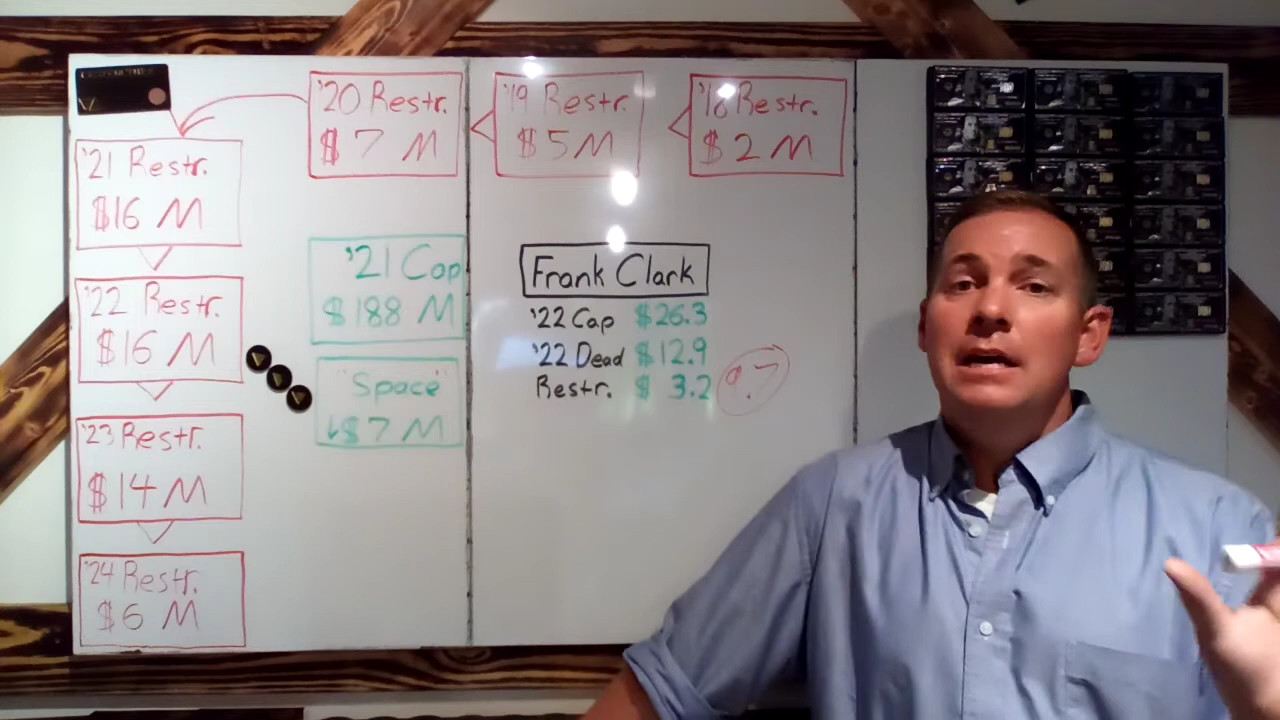 '20 Restr.
$ 7 M
'19 Restr.
$ 5 M
'18 Restr.
$ 2 M
'21 Restr.
$16 M
'22 Restr.
$16 M
'23 Restr.
$ 14 M
'24 Restr.
$ 6 M
'21 Cap
$ 188 M
"Space"
↓$ 7 M
Frank Clark
'22 Cap $26.3
'22 Dead $12.9
Restr. $ 3.2
$.7